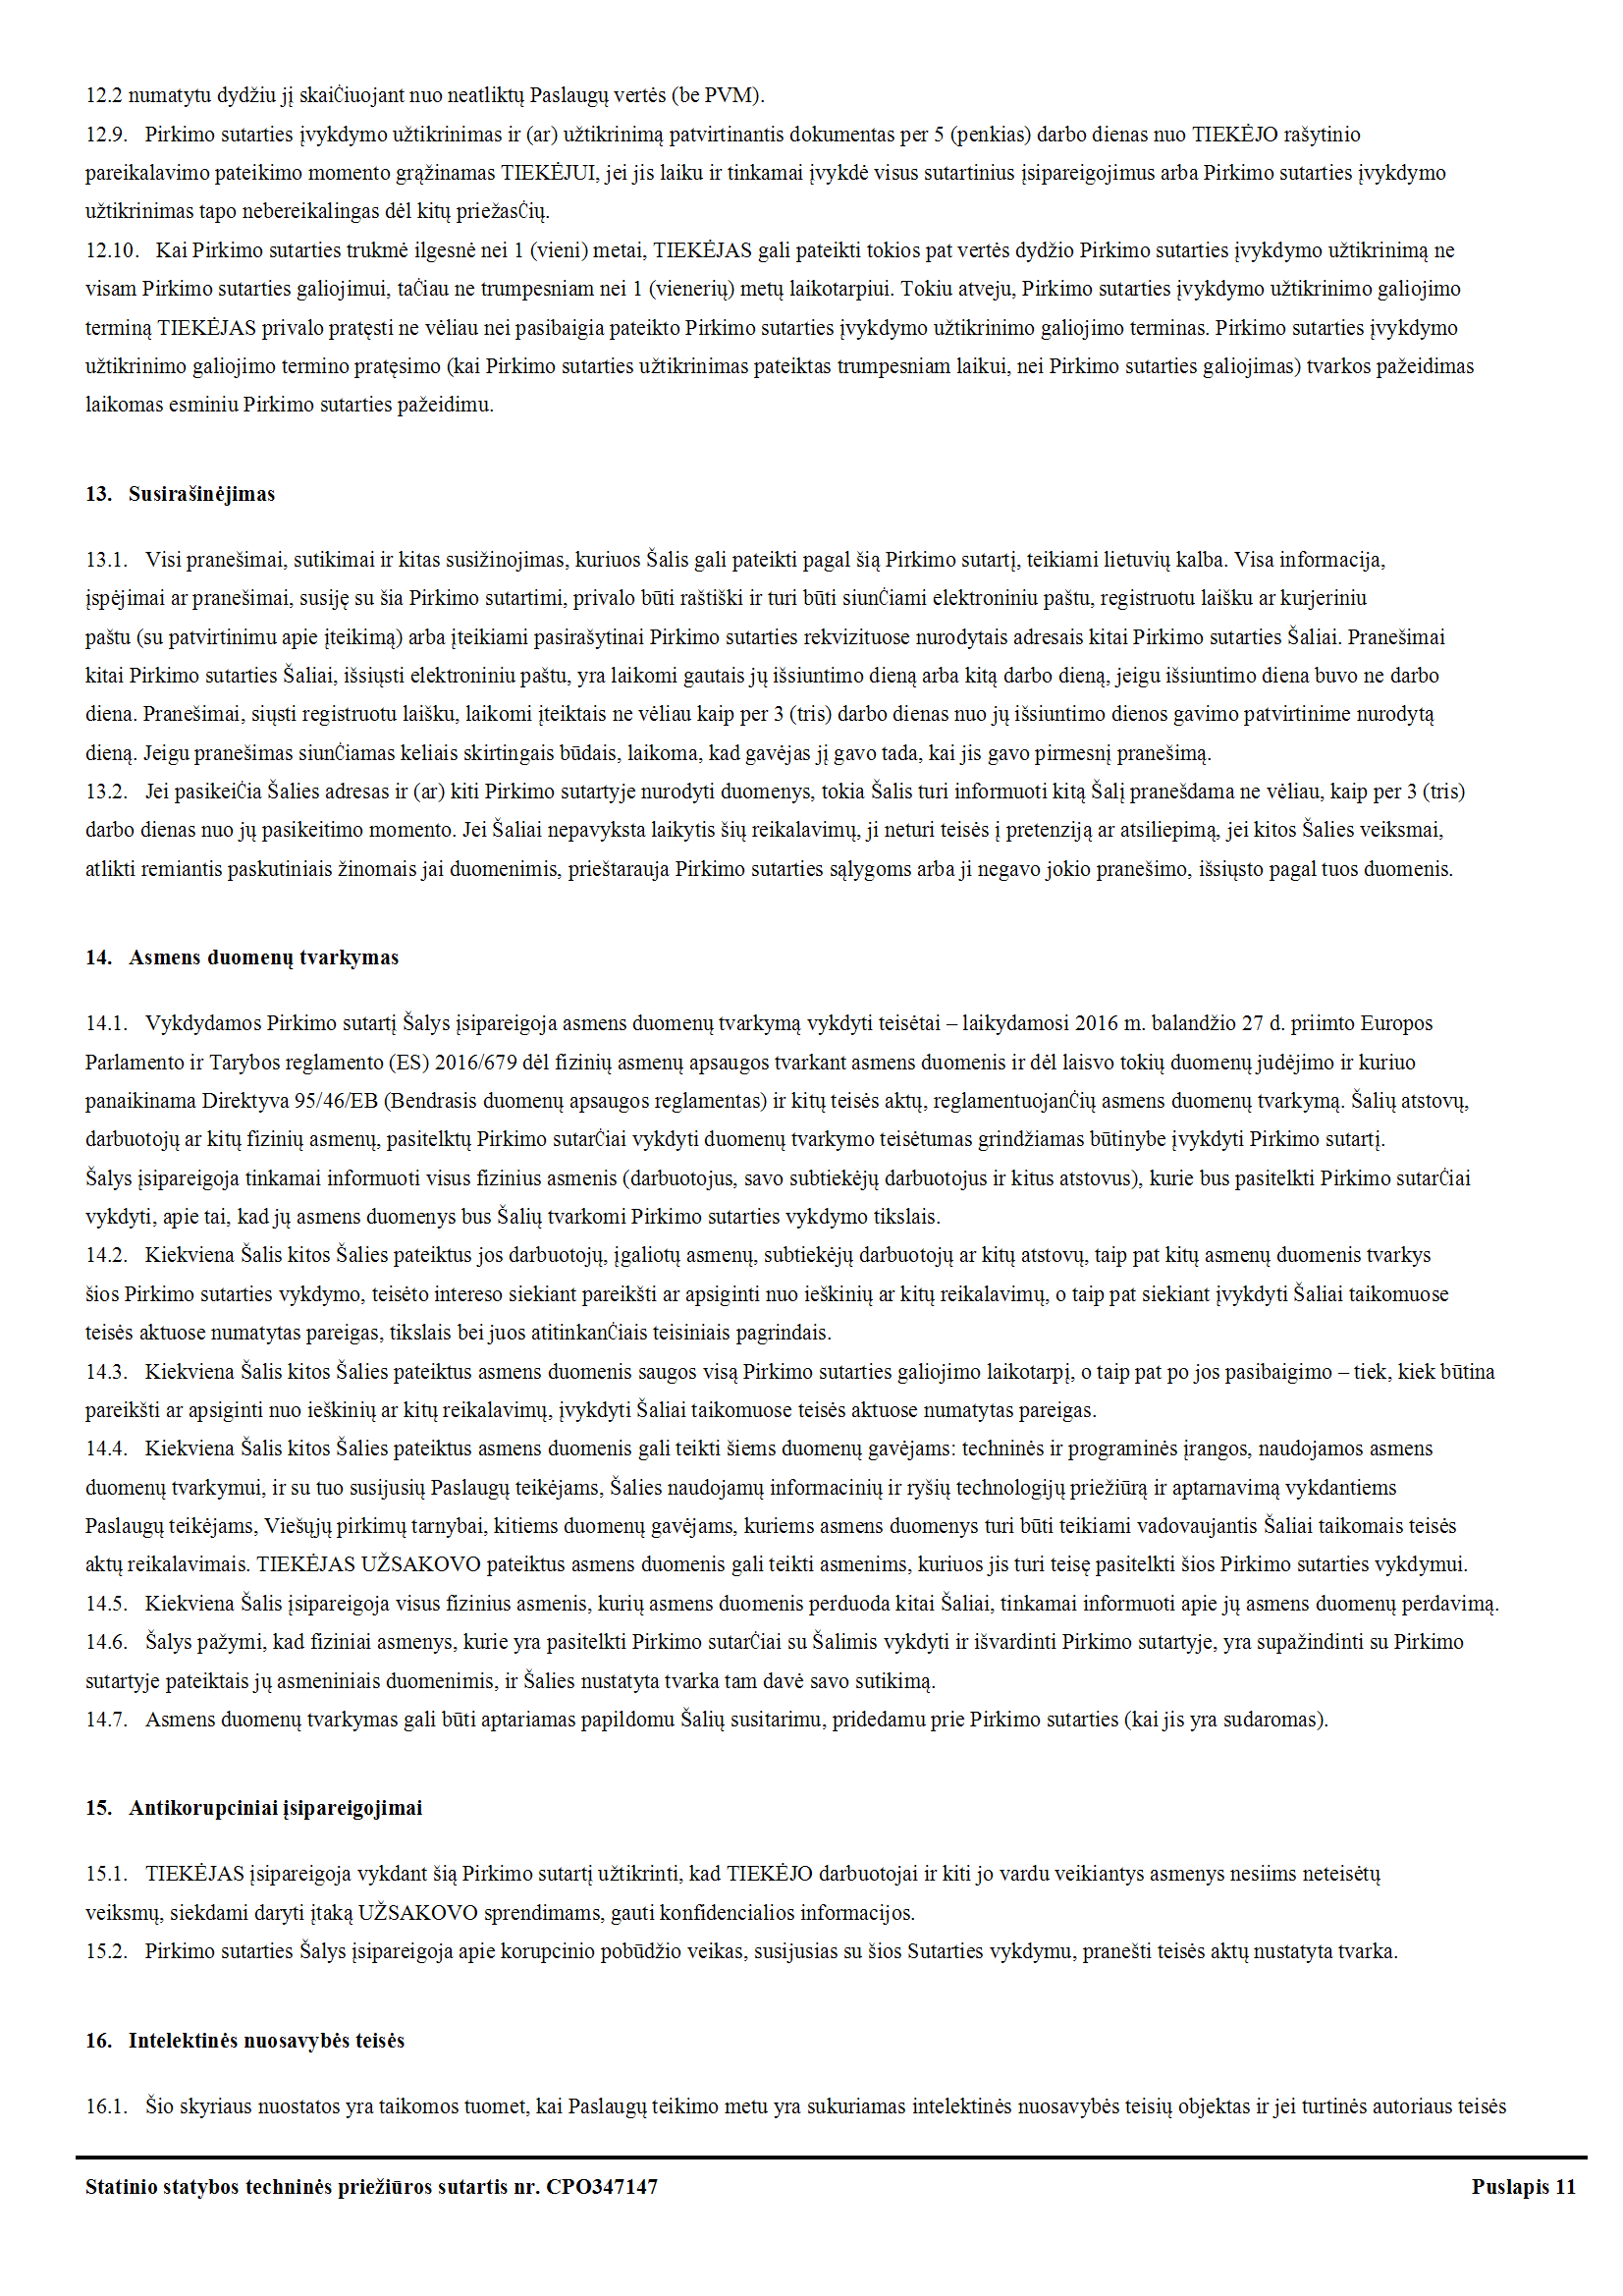 12.2 numatytu dydžiu jį skaiĊiuojant nuo neatliktų Paslaugų vertės (be PVM).
12.9. Pirkimo sutarties įvykdymo užtikrinimas ir (ar) užtikrinimą patvirtinantis dokumentas per 5 (penkias) darbo dienas nuo TIEKĖJO rašytinio
pareikalavimo pateikimo momento grąžinamas TIEKĖJUI, jei jis laiku ir tinkamai įvykdė visus sutartinius įsipareigojimus arba Pirkimo sutarties įvykdymo
užtikrinimas tapo nebereikalingas dėl kitų priežasĊių.
12.10. Kai Pirkimo sutarties trukmė ilgesnė nei 1 (vieni) metai, TIEKĖJAS gali pateikti tokios pat vertės dydžio Pirkimo sutarties įvykdymo užtikrinimą ne
visam Pirkimo sutarties galiojimui, taĊiau ne trumpesniam nei 1 (vienerių) metų laikotarpiui. Tokiu atveju, Pirkimo sutarties įvykdymo užtikrinimo galiojimo
terminą TIEKĖJAS privalo pratęsti ne vėliau nei pasibaigia pateikto Pirkimo sutarties įvykdymo užtikrinimo galiojimo terminas. Pirkimo sutarties įvykdymo
užtikrinimo galiojimo termino pratęsimo (kai Pirkimo sutarties užtikrinimas pateiktas trumpesniam laikui, nei Pirkimo sutarties galiojimas) tvarkos pažeidimas
laikomas esminiu Pirkimo sutarties pažeidimu.
13. Susirašinėjimas
13.1. Visi pranešimai, sutikimai ir kitas susižinojimas, kuriuos Šalis gali pateikti pagal šią Pirkimo sutartį, teikiami lietuvių kalba. Visa informacija,
įspėjimai ar pranešimai, susiję su šia Pirkimo sutartimi, privalo būti raštiški ir turi būti siunĊiami elektroniniu paštu, registruotu laišku ar kurjeriniu
paštu (su patvirtinimu apie įteikimą) arba įteikiami pasirašytinai Pirkimo sutarties rekvizituose nurodytais adresais kitai Pirkimo sutarties Šaliai. Pranešimai
kitai Pirkimo sutarties Šaliai, išsiųsti elektroniniu paštu, yra laikomi gautais jų išsiuntimo dieną arba kitą darbo dieną, jeigu išsiuntimo diena buvo ne darbo
diena. Pranešimai, siųsti registruotu laišku, laikomi įteiktais ne vėliau kaip per 3 (tris) darbo dienas nuo jų išsiuntimo dienos gavimo patvirtinime nurodytą
dieną. Jeigu pranešimas siunĊiamas keliais skirtingais būdais, laikoma, kad gavėjas jį gavo tada, kai jis gavo pirmesnį pranešimą.
13.2. Jei pasikeiĊia Šalies adresas ir (ar) kiti Pirkimo sutartyje nurodyti duomenys, tokia Šalis turi informuoti kitą Šalį pranešdama ne vėliau, kaip per 3 (tris)
darbo dienas nuo jų pasikeitimo momento. Jei Šaliai nepavyksta laikytis šių reikalavimų, ji neturi teisės į pretenziją ar atsiliepimą, jei kitos Šalies veiksmai,
atlikti remiantis paskutiniais žinomais jai duomenimis, prieštarauja Pirkimo sutarties sąlygoms arba ji negavo jokio pranešimo, išsiųsto pagal tuos duomenis.
14. Asmens duomenų tvarkymas
14.1. Vykdydamos Pirkimo sutartį Šalys įsipareigoja asmens duomenų tvarkymą vykdyti teisėtai – laikydamosi 2016 m. balandžio 27 d. priimto Europos
Parlamento ir Tarybos reglamento (ES) 2016/679 dėl fizinių asmenų apsaugos tvarkant asmens duomenis ir dėl laisvo tokių duomenų judėjimo ir kuriuo
panaikinama Direktyva 95/46/EB (Bendrasis duomenų apsaugos reglamentas) ir kitų teisės aktų, reglamentuojanĊių asmens duomenų tvarkymą. Šalių atstovų,
darbuotojų ar kitų fizinių asmenų, pasitelktų Pirkimo sutarĊiai vykdyti duomenų tvarkymo teisėtumas grindžiamas būtinybe įvykdyti Pirkimo sutartį.
Šalys įsipareigoja tinkamai informuoti visus fizinius asmenis (darbuotojus, savo subtiekėjų darbuotojus ir kitus atstovus), kurie bus pasitelkti Pirkimo sutarĊiai
vykdyti, apie tai, kad jų asmens duomenys bus Šalių tvarkomi Pirkimo sutarties vykdymo tikslais.
14.2. Kiekviena Šalis kitos Šalies pateiktus jos darbuotojų, įgaliotų asmenų, subtiekėjų darbuotojų ar kitų atstovų, taip pat kitų asmenų duomenis tvarkys
šios Pirkimo sutarties vykdymo, teisėto intereso siekiant pareikšti ar apsiginti nuo ieškinių ar kitų reikalavimų, o taip pat siekiant įvykdyti Šaliai taikomuose
teisės aktuose numatytas pareigas, tikslais bei juos atitinkanĊiais teisiniais pagrindais.
14.3. Kiekviena Šalis kitos Šalies pateiktus asmens duomenis saugos visą Pirkimo sutarties galiojimo laikotarpį, o taip pat po jos pasibaigimo – tiek, kiek būtina
pareikšti ar apsiginti nuo ieškinių ar kitų reikalavimų, įvykdyti Šaliai taikomuose teisės aktuose numatytas pareigas.
14.4. Kiekviena Šalis kitos Šalies pateiktus asmens duomenis gali teikti šiems duomenų gavėjams: techninės ir programinės įrangos, naudojamos asmens
duomenų tvarkymui, ir su tuo susijusių Paslaugų teikėjams, Šalies naudojamų informacinių ir ryšių technologijų priežiūrą ir aptarnavimą vykdantiems
Paslaugų teikėjams, Viešųjų pirkimų tarnybai, kitiems duomenų gavėjams, kuriems asmens duomenys turi būti teikiami vadovaujantis Šaliai taikomais teisės
aktų reikalavimais. TIEKĖJAS UŽSAKOVO pateiktus asmens duomenis gali teikti asmenims, kuriuos jis turi teisę pasitelkti šios Pirkimo sutarties vykdymui.
14.5. Kiekviena Šalis įsipareigoja visus fizinius asmenis, kurių asmens duomenis perduoda kitai Šaliai, tinkamai informuoti apie jų asmens duomenų perdavimą.
14.6. Šalys pažymi, kad fiziniai asmenys, kurie yra pasitelkti Pirkimo sutarĊiai su Šalimis vykdyti ir išvardinti Pirkimo sutartyje, yra supažindinti su Pirkimo
sutartyje pateiktais jų asmeniniais duomenimis, ir Šalies nustatyta tvarka tam davė savo sutikimą.
14.7. Asmens duomenų tvarkymas gali būti aptariamas papildomu Šalių susitarimu, pridedamu prie Pirkimo sutarties (kai jis yra sudaromas).
15. Antikorupciniai įsipareigojimai
15.1. TIEKĖJAS įsipareigoja vykdant šią Pirkimo sutartį užtikrinti, kad TIEKĖJO darbuotojai ir kiti jo vardu veikiantys asmenys nesiims neteisėtų
veiksmų, siekdami daryti įtaką UŽSAKOVO sprendimams, gauti konfidencialios informacijos.
15.2. Pirkimo sutarties Šalys įsipareigoja apie korupcinio pobūdžio veikas, susijusias su šios Sutarties vykdymu, pranešti teisės aktų nustatyta tvarka.
16. Intelektinės nuosavybės teisės
16.1. Šio skyriaus nuostatos yra taikomos tuomet, kai Paslaugų teikimo metu yra sukuriamas intelektinės nuosavybės teisių objektas ir jei turtinės autoriaus teisės
Statinio statybos techninės priežiūros sutartis nr. CPO347147 Puslapis 11